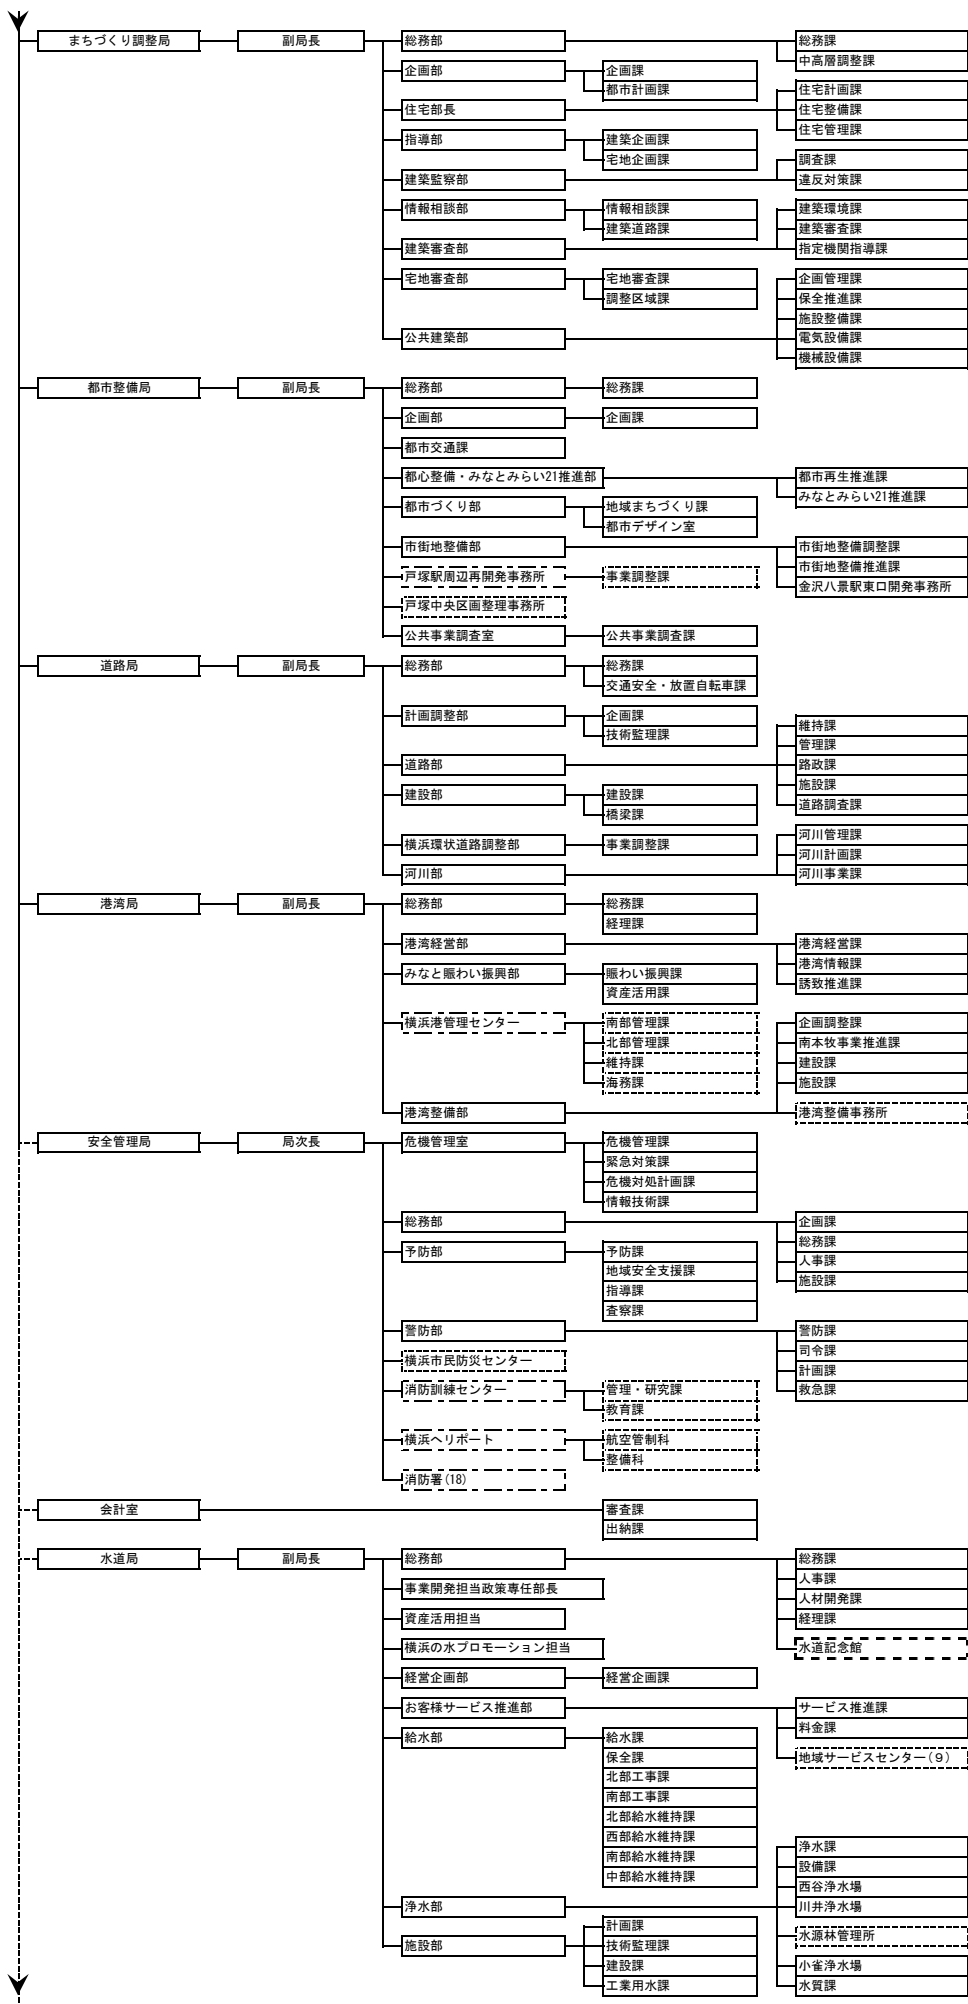 まちづくり調整局 副局長 総務部 総務課
中高層調整課
企画部 企画課
都市計画課
住宅計画課
住宅部長 住宅整備課
住宅管理課
指導部 建築企画課
宅地企画課 調査課
建築監察部 違反対策課
情報相談部 情報相談課 建築環境課
建築道路課 建築審査課
建築審査部 指定機関指導課
宅地審査部 宅地審査課 企画管理課
調整区域課 保全推進課
施設整備課
公共建築部 電気設備課
機械設備課
都市整備局 副局長 総務部 総務課
企画部 企画課
都市交通課
都心整備・みなとみらい21推進部 都市再生推進課
みなとみらい21推進課
都市づくり部 地域まちづくり課
都市デザイン室
市街地整備部 市街地整備調整課
市街地整備推進課
戸塚駅周辺再開発事務所 事業調整課
金沢八景駅東口開発事務所
戸塚中央区画整理事務所
公共事業調査室 公共事業調査課
道路局 副局長 総務部 総務課
交通安全・放置自転車課
計画調整部 企画課
維持課
技術監理課
管理課
道路部 路政課
施設課
建設部 建設課
道路調査課
橋梁課
河川管理課
横浜環状道路調整部 事業調整課
河川計画課
河川部 河川事業課
港湾局 副局長 総務部 総務課
経理課
港湾経営部 港湾経営課
港湾情報課
みなと賑わい振興部 賑わい振興課
誘致推進課
資産活用課
横浜港管理センター 南部管理課 企画調整課
北部管理課 南本牧事業推進課
維持課 建設課
海務課 施設課
港湾整備部 港湾整備事務所
安全管理局 局次長 危機管理室 危機管理課
緊急対策課
危機対処計画課
情報技術課
総務部 企画課
総務課
予防部 予防課
人事課
地域安全支援課
施設課
指導課
査察課
警防部 警防課
司令課
横浜市民防災センター
計画課
消防訓練センター 管理・研究課 救急課
教育課
横浜ヘリポート 航空管制科
整備科
消防署(18)
会計室 審査課
出納課
水道局 副局長 総務部 総務課
人事課
事業開発担当政策専任部長
人材開発課
資産活用担当 経理課
横浜の水プロモーション担当 水道記念館
経営企画部 経営企画課
お客様サービス推進部 サービス推進課
料金課
給水部 給水課
地域サービスセンター(9)
保全課
北部工事課
南部工事課
北部給水維持課
西部給水維持課
浄水課
南部給水維持課
設備課
中部給水維持課
西谷浄水場
浄水部 川井浄水場
計画課
水源林管理所
施設部 技術監理課
建設課 小雀浄水場
工業用水課 水質課